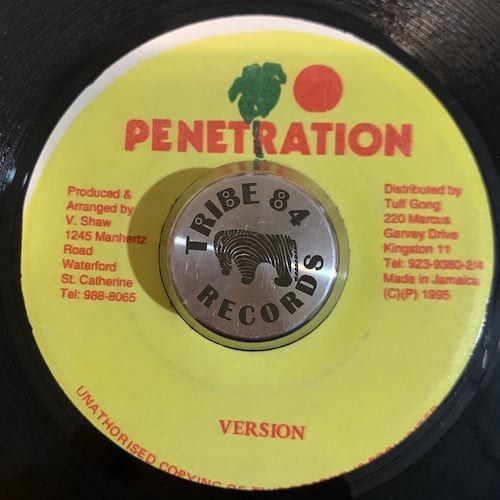 PENETRATION
Produced &
Arranged by
V. Shaw
1245 Manhertz
Road
Waterford
St. Catherine
Tel: 988-8065
TRIBE 84
RECORDS
Distributed by
Tuff Gong
220 Marcus
Garvey Drive
Kingston 11
Tel: 923-9380-2/4
Made in Jamaica
(C)(P) 1995
VERSION
UNAUTHORISED COPYING OF